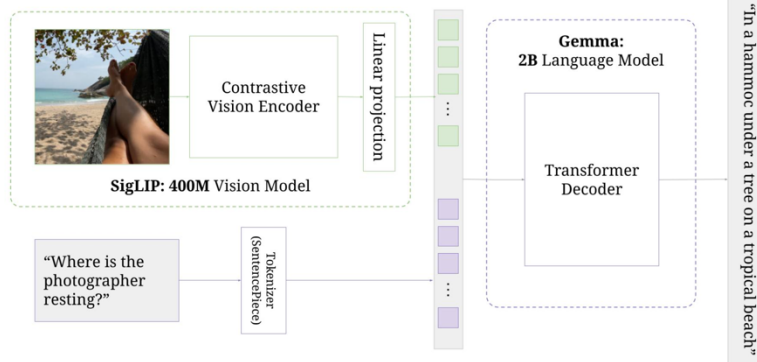 Contrastive
Vision Encoder
Linear projection
SigLIP: 400M Vision Model
“Where is the
photographer
resting?”
Tokenizer
(SentencePiece)
...
...
Gemma:
2B Language Model
Transformer
Decoder
“In a hammoc under a tree on a tropical beach”